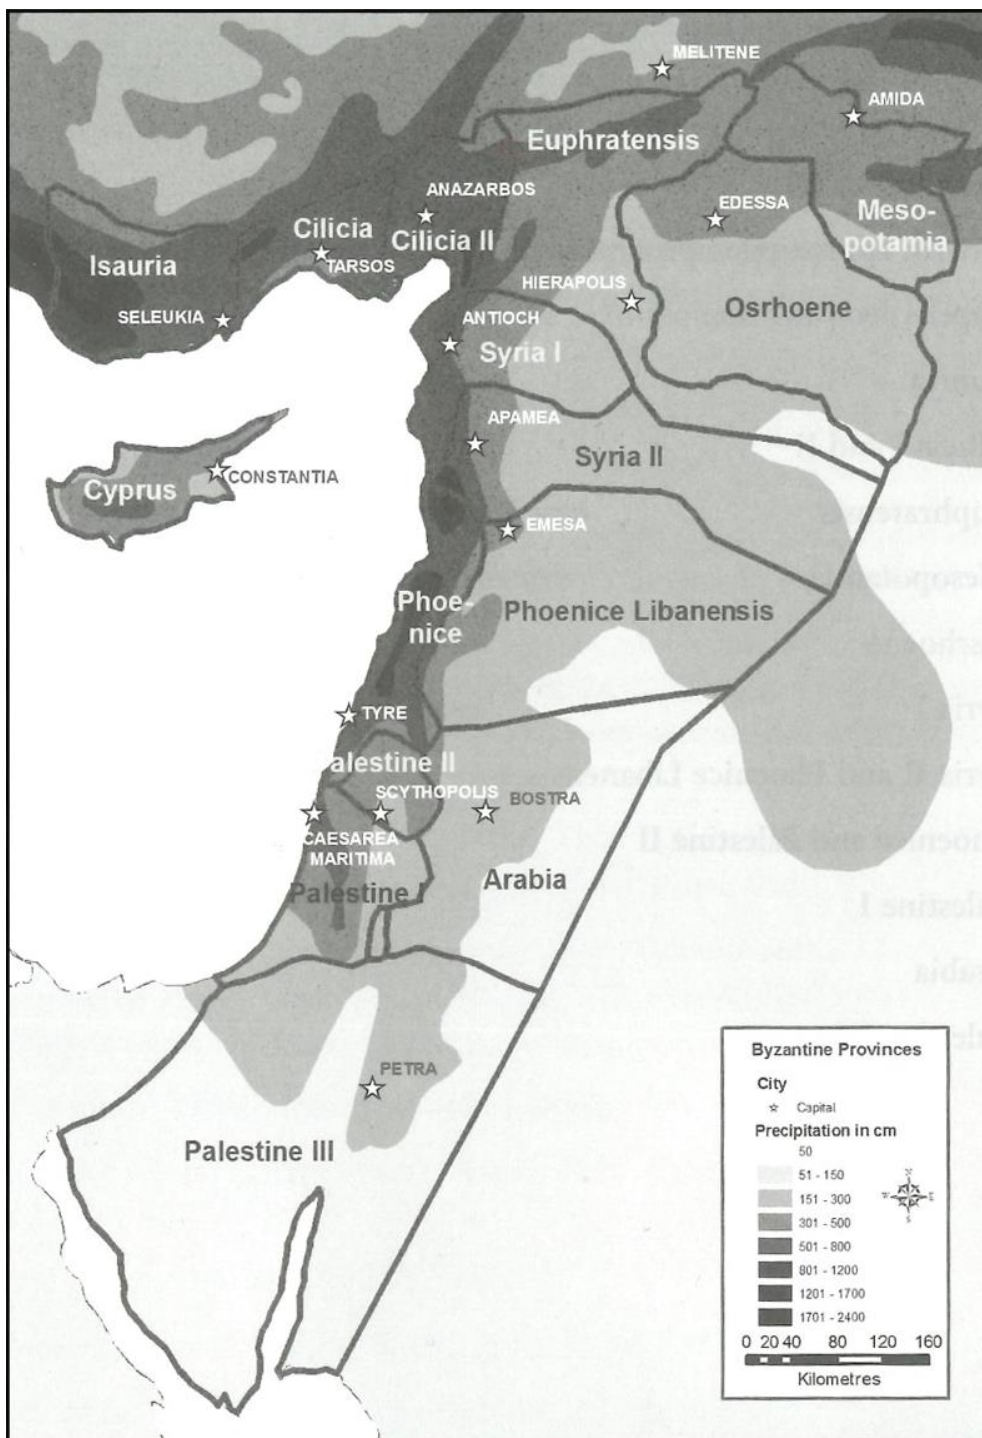 MELITENE
AMIDA
Euphratensis
ANAZARBOS
EDESSA
Meso-
potamia
Cilicia
Cilicia II
Isauria
TARSOS
HIERAPOLIS
Osrhoene
SELEUKIA
ANTIOCH
Syria I
APAMEA
Syria II
Cyprus
CONSTANTIA
EMESA
Phoe-
nice
Phoenice Libanensis
TYRE
Palestine II
SCYTHOPOLIS
BOSTRA
CAESAREA
MARITIMA
Palestine I
Arabia
PETRA
Palestine III
Byzantine Provinces
City
Capital
Precipitation in cm
50
51 - 150
151 - 300
301 - 500
501 - 800
801 - 1200
1201 - 1700
1701 - 2400
N
W
E
S
0 20 40 80 120 160
Kilometres